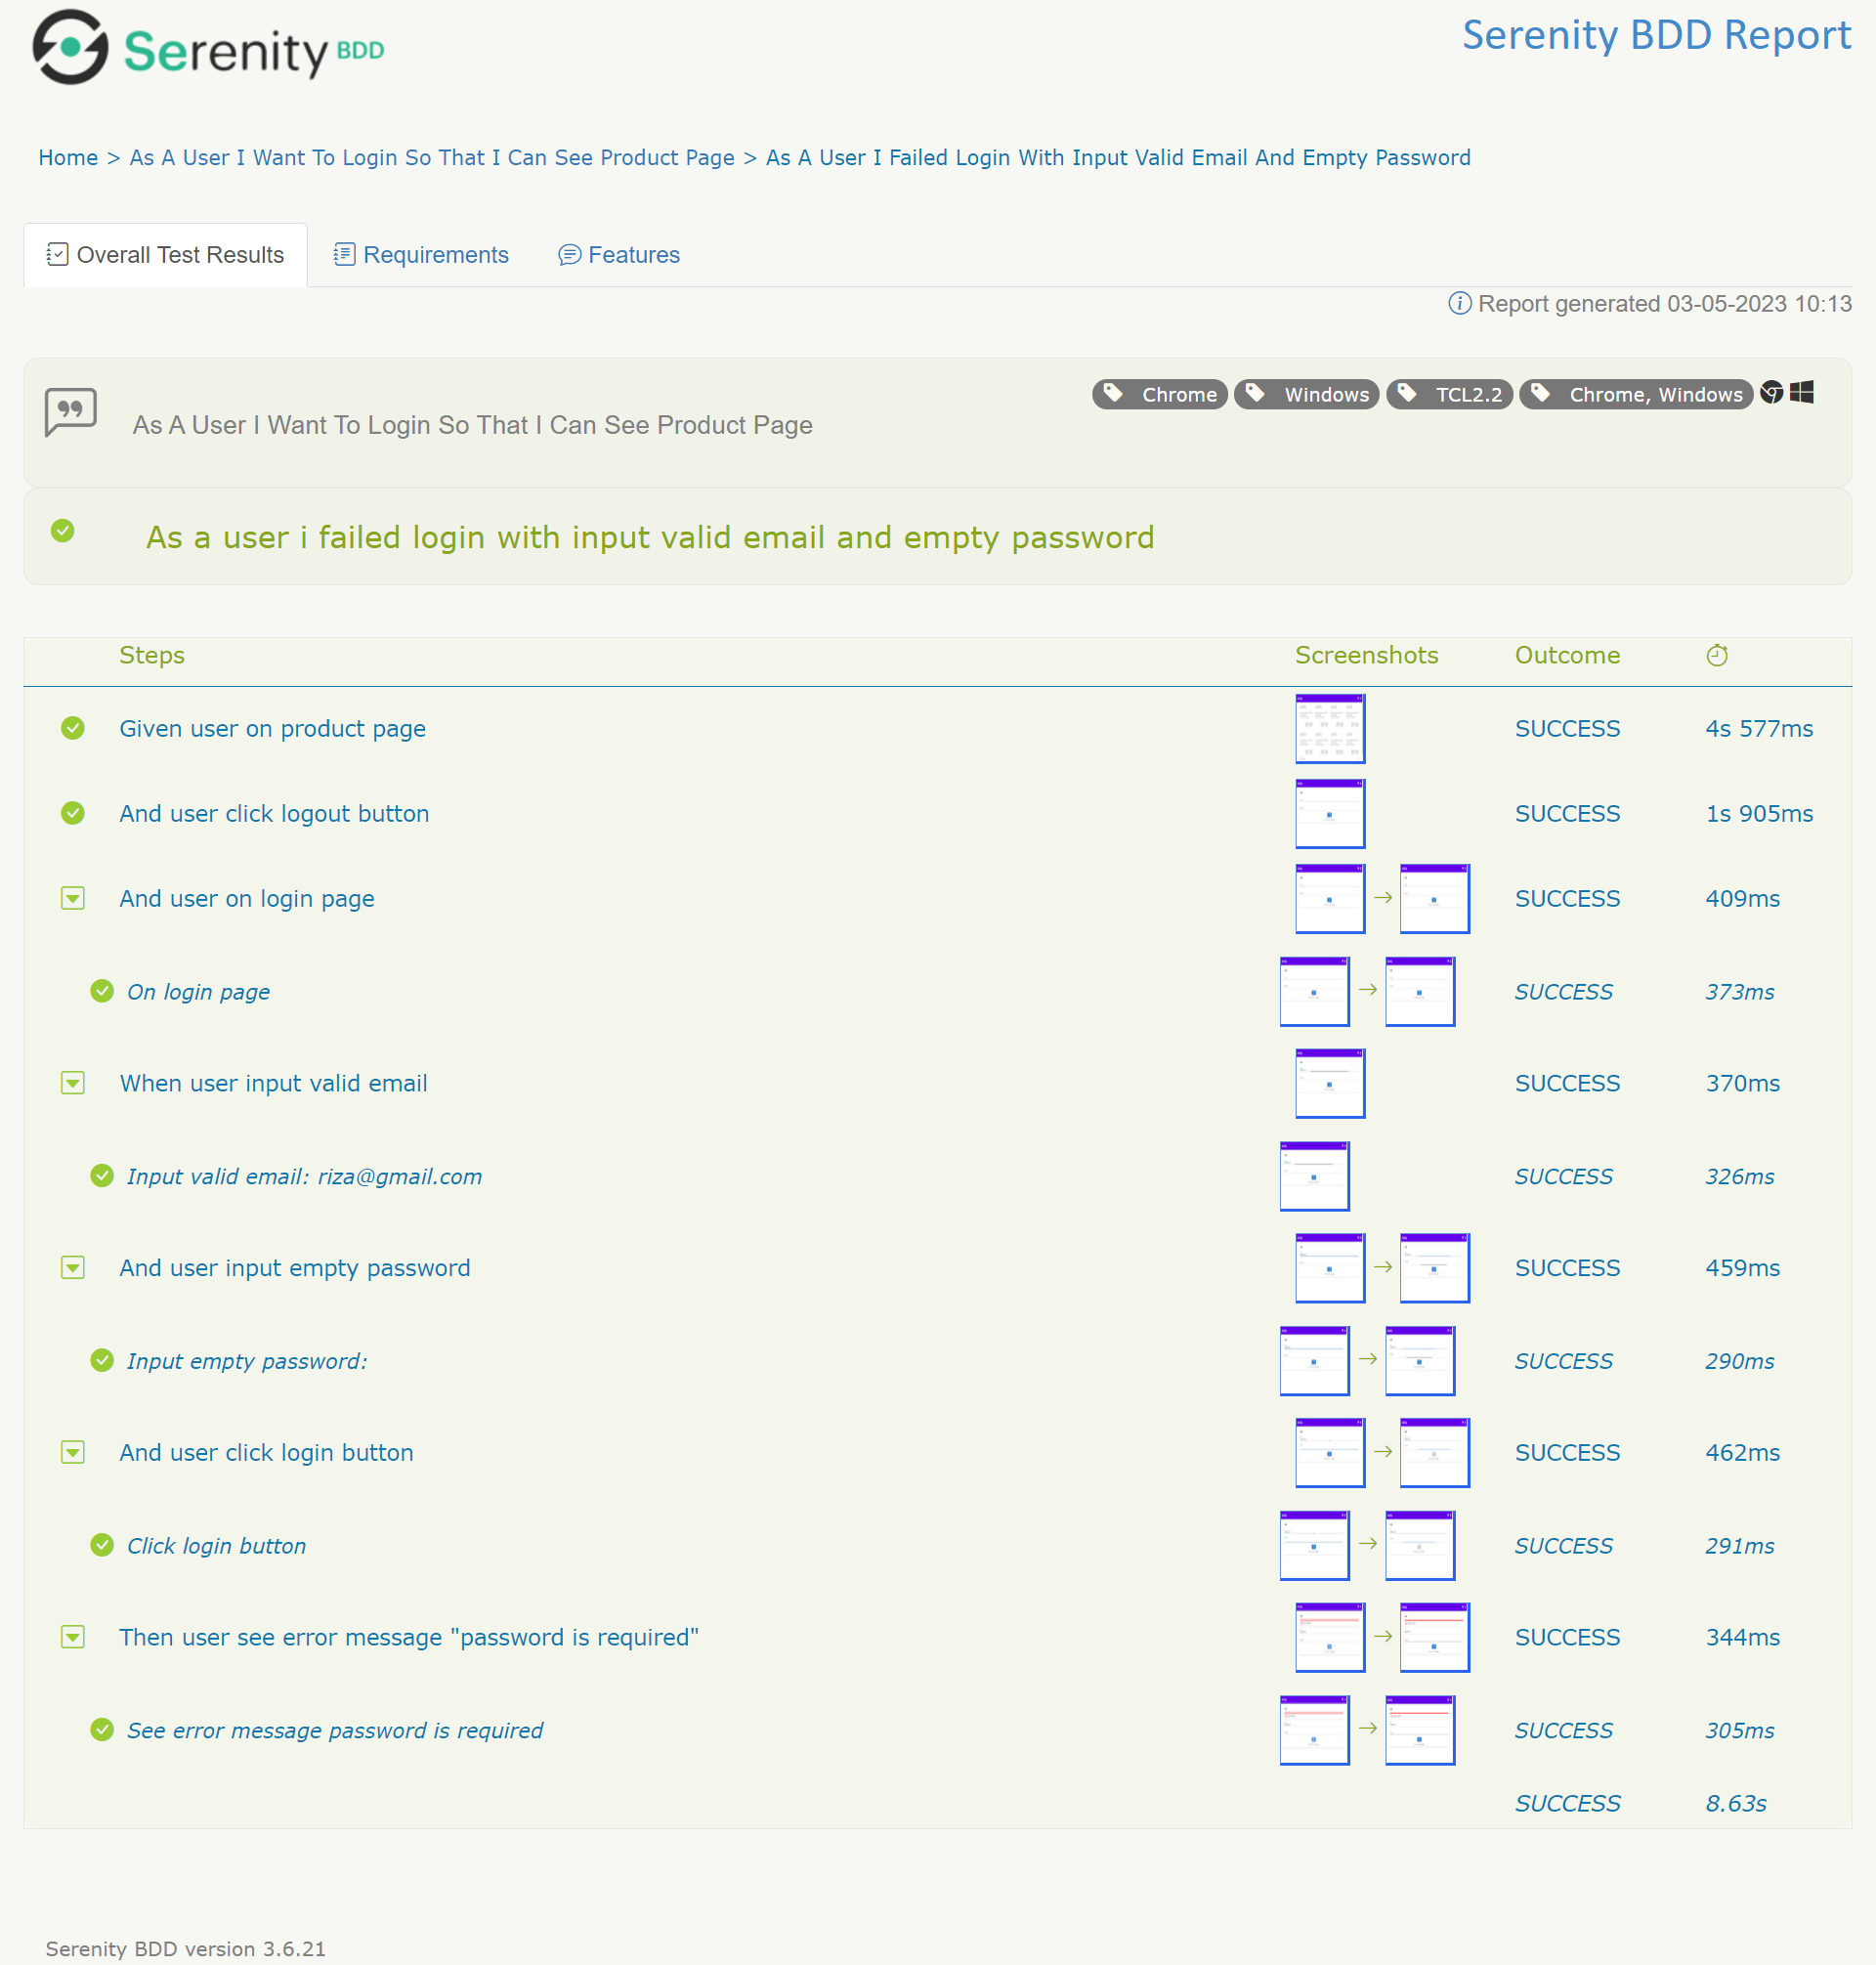 Serenity BDD
Serenity BDD Report
Home > As A User I Want To Login So That I Can See Product Page > As A User I Failed Login With Input Valid Email And Empty Password
Overall Test Results Requirements Features
Report generated 03-05-2023 10:13
Chrome Windows TCL2.2 Chrome, Windows
As A User I Want To Login So That I Can See Product Page
As a user i failed login with input valid email and empty password
Steps Screenshots Outcome
Given user on product page SUCCESS 4s 577ms
And user click logout button SUCCESS 1s 905ms
And user on login page SUCCESS 409ms
On login page SUCCESS 373ms
When user input valid email SUCCESS 370ms
Input valid email: riza@gmail.com SUCCESS 326ms
And user input empty password SUCCESS 459ms
Input empty password: SUCCESS 290ms
And user click login button SUCCESS 462ms
Click login button SUCCESS 291ms
Then user see error message "password is required" SUCCESS 344ms
See error message password is required SUCCESS 305ms
SUCCESS 8.63s
Serenity BDD version 3.6.21